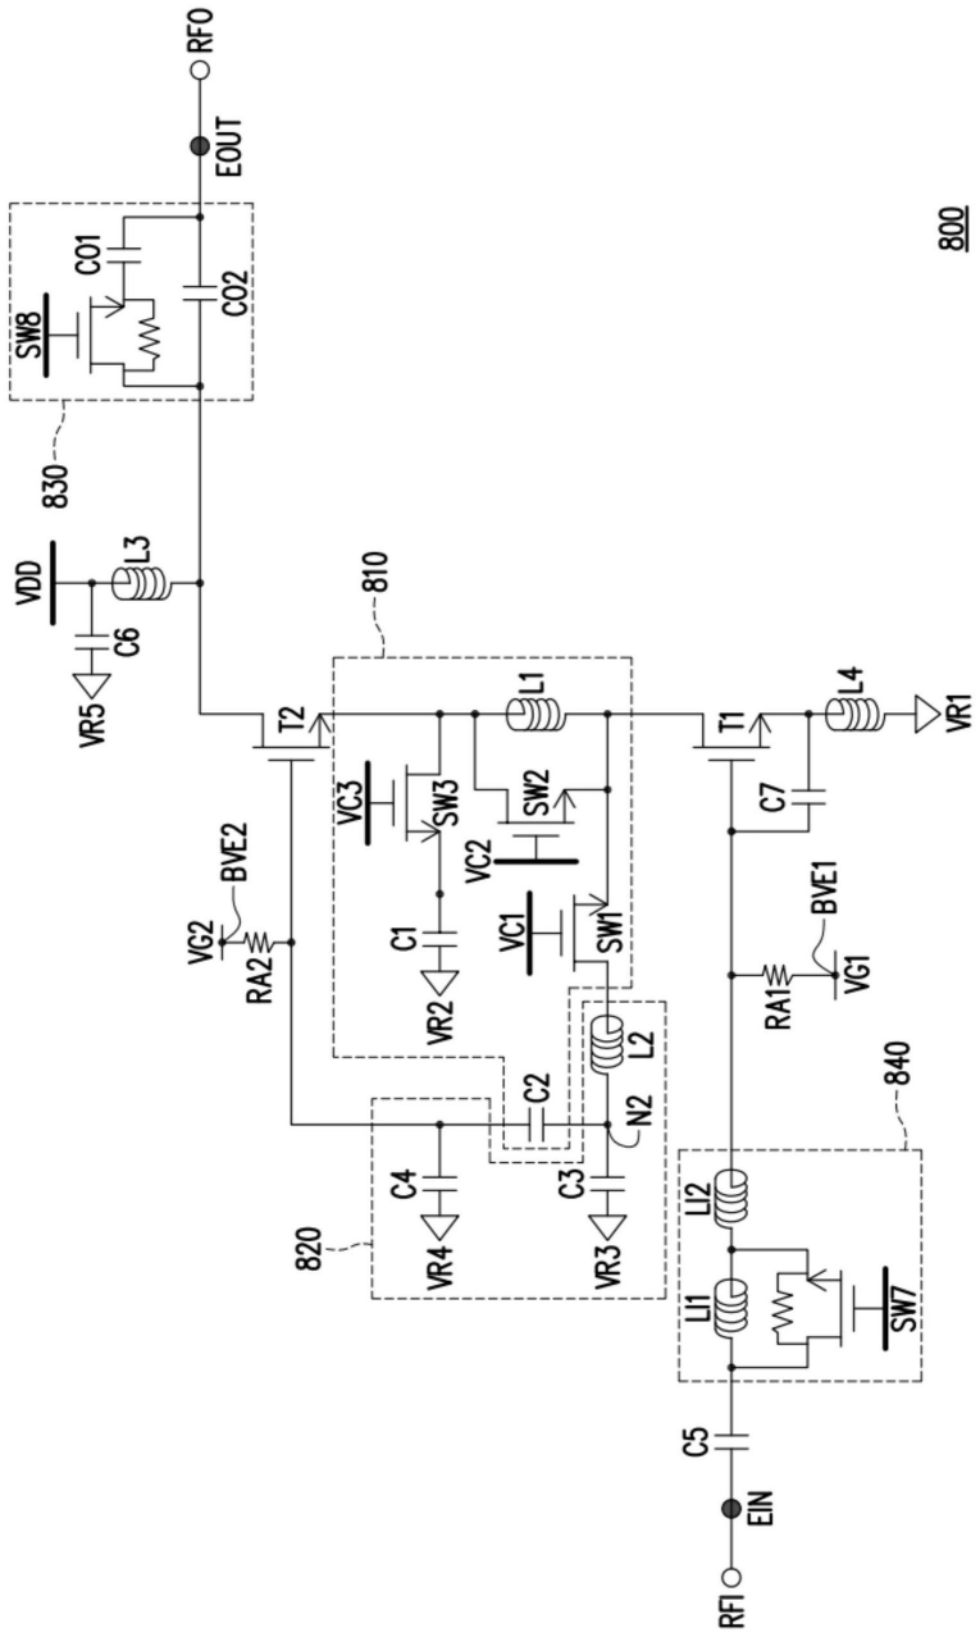 RFO
EOUT
800
CO1
CO2
SW8
830
VDD
L3
C6
VR5
810
T2
L1
L4
VR1
T1
VC3
SW3
SW2
VC2
C7
BVE2
VG2
RA2
C1
VR2
VC1
SW1
BVE1
RA1
VG1
L2
C2
N2
840
C4
C3
820
VR4
VR3
LI2
LI1
SW7
C5
EIN
RFI